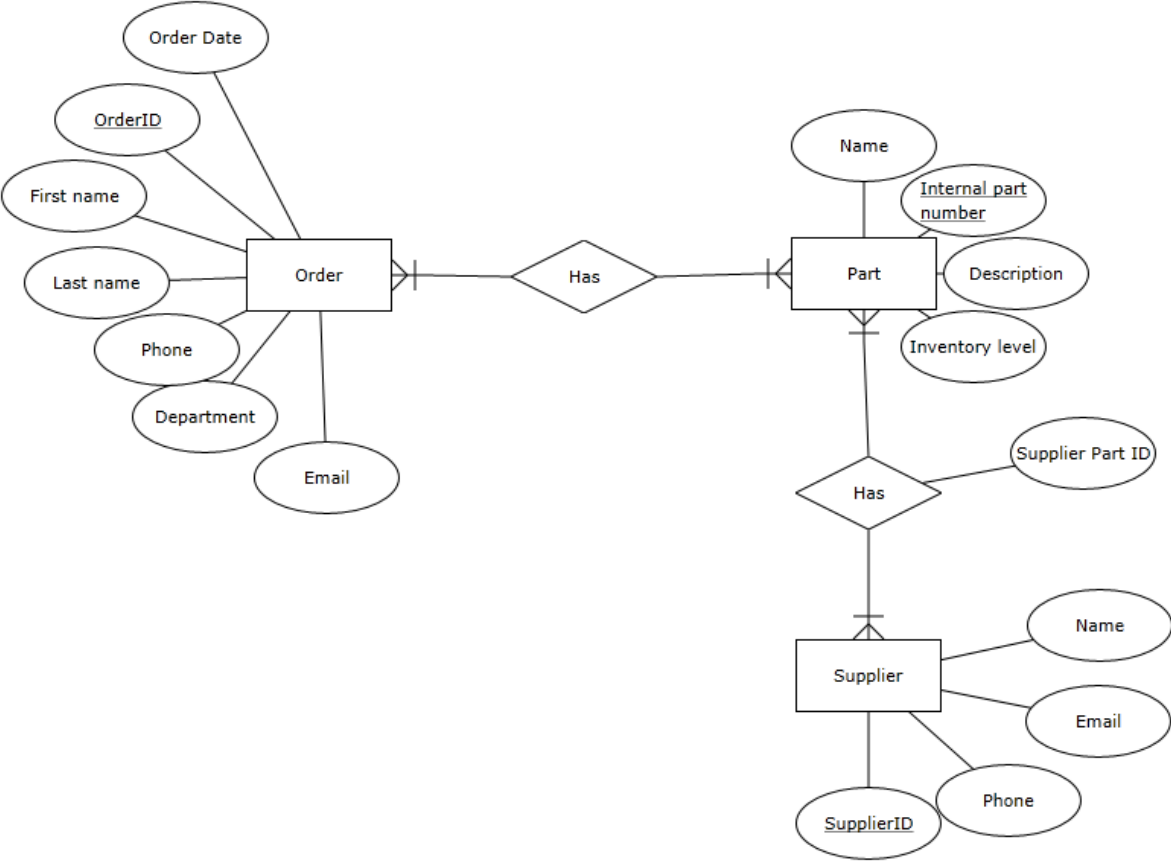 Order Date
OrderID
First name
Last name
Phone
Department
Email
Order
Has
Name
Internal part
number
Part
Description
Inventory level
Supplier Part ID
Has
Supplier
Name
Email
Phone
SupplierID